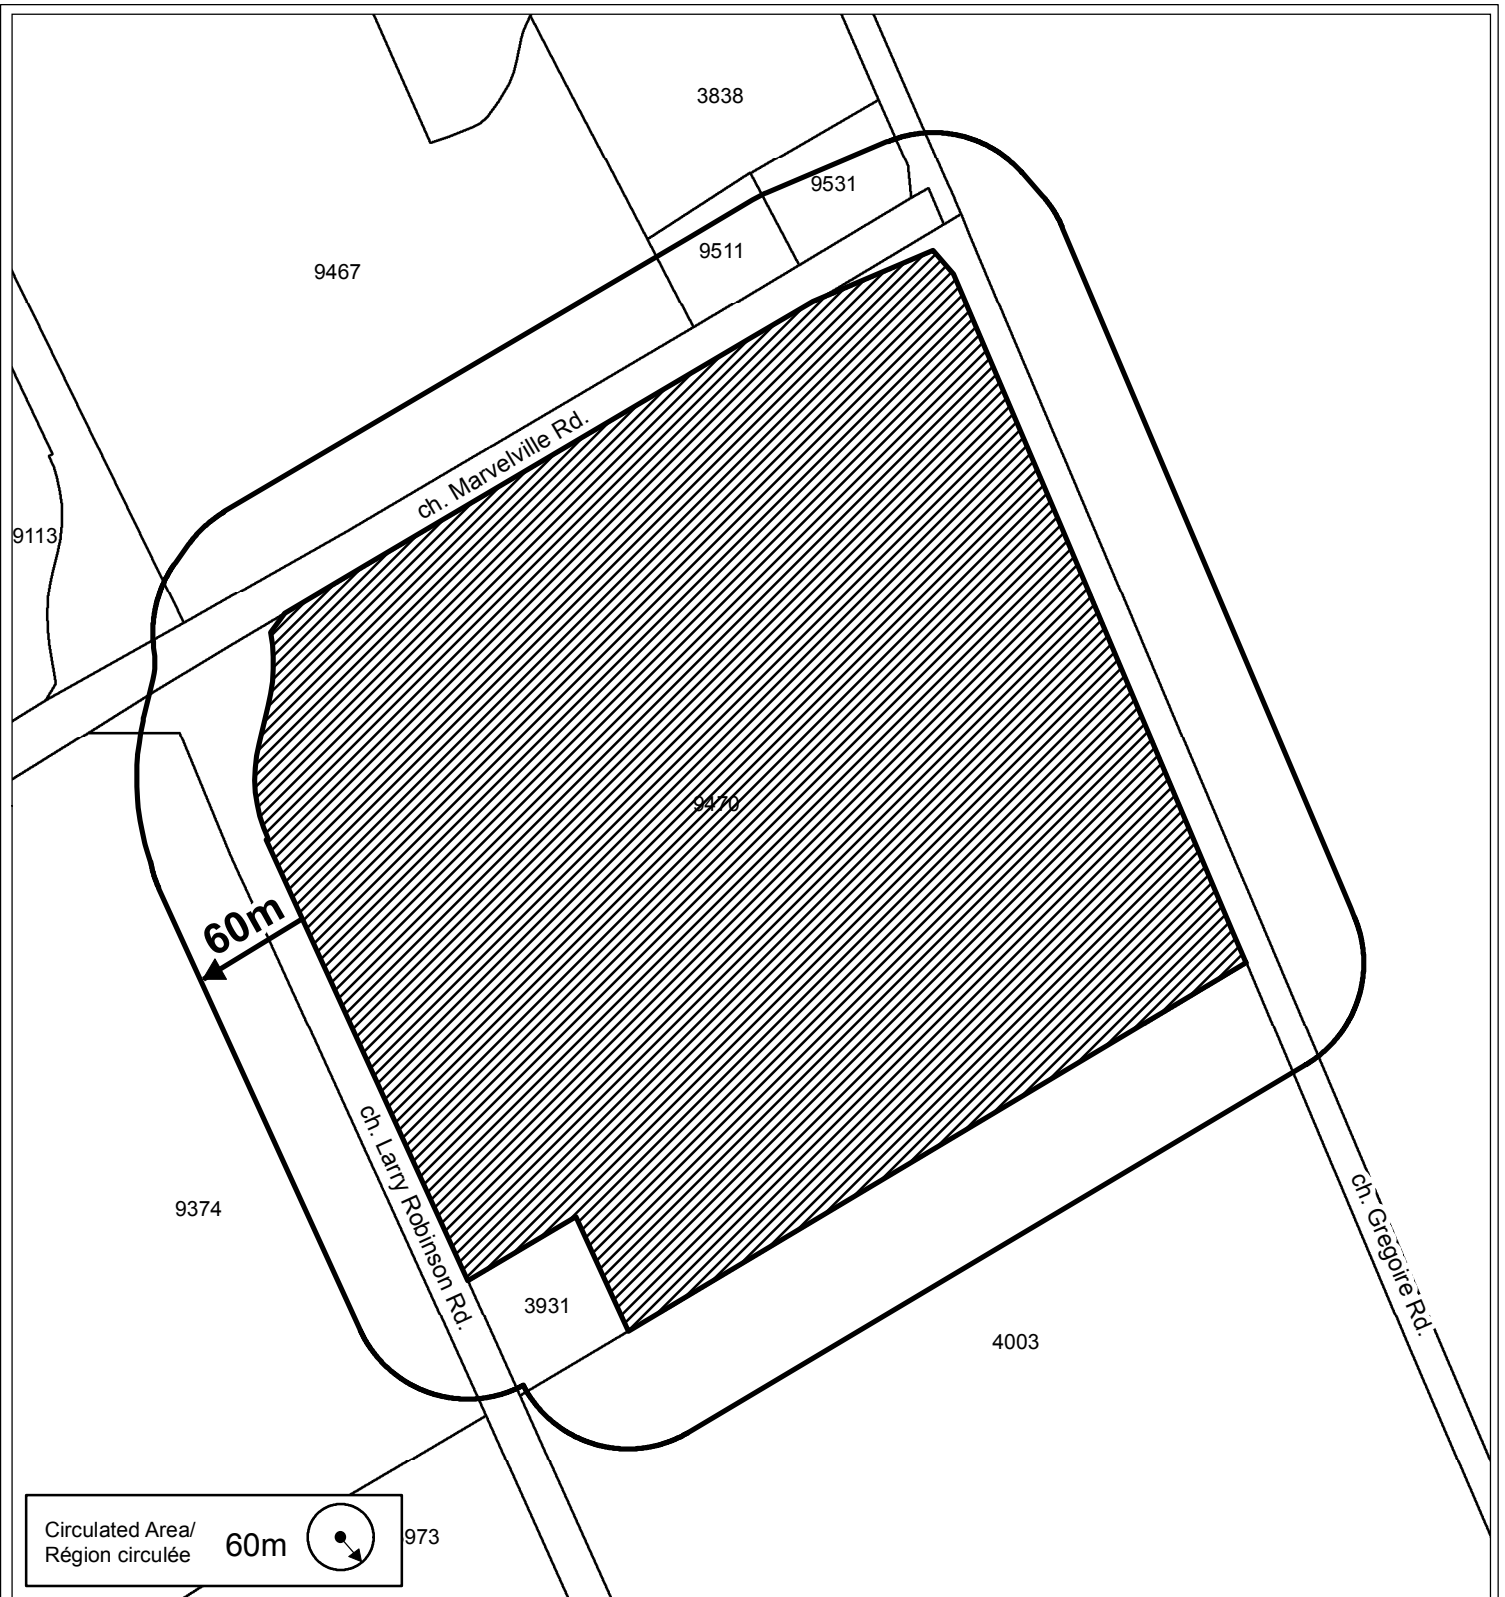 3838
9531
9511
9467
ch. Marvelville Rd.
9113
9470
60m
ch. Larry Robinson Rd.
9374
ch. Gregoire Rd.
3931
4003
Circulated Area/
Région circulée
60m
973